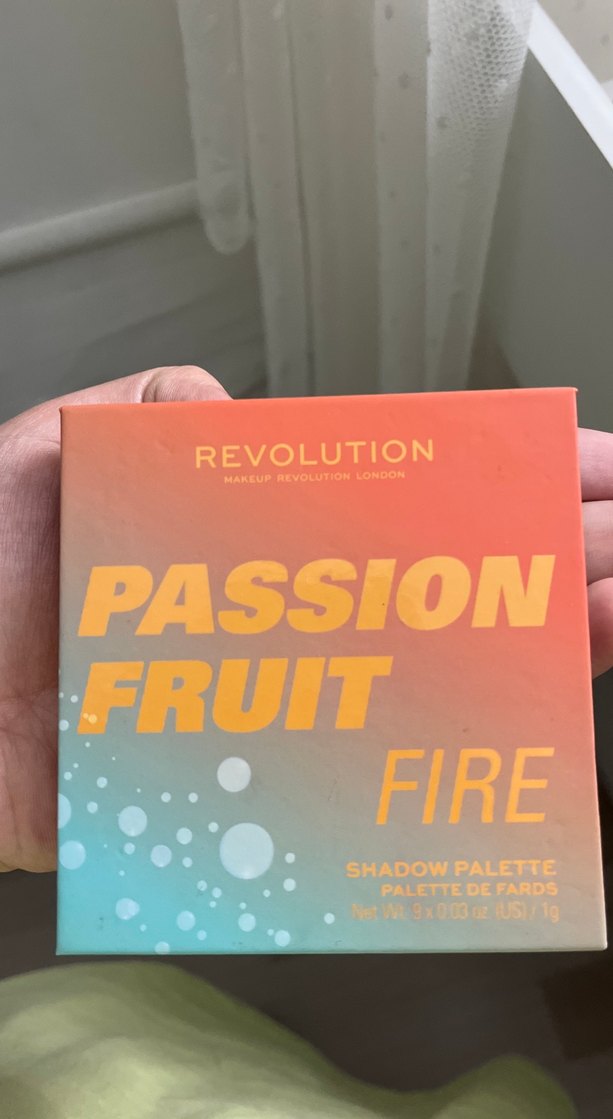 REVOLUTION
MAKEUP REVOLUTION LONDON
PASSION
FRUIT
FIRE
SHADOW PALETTE
PALETTE DE FARDS
Net Wt. 9 x 0.03 oz. (US) / 1g